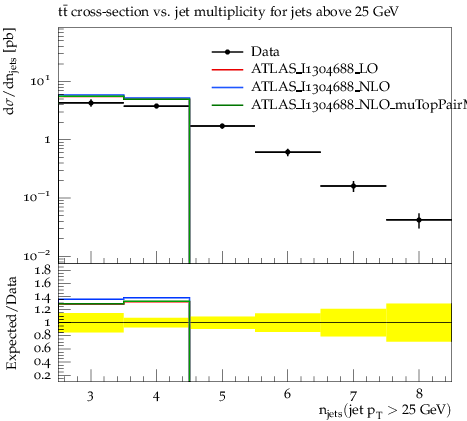 tt̄ cross-section vs. jet multiplicity for jets above 25 GeV
dσ/dn_jets [pb]
Data
ATLAS_I1304688_LO
ATLAS_I1304688_NLO
ATLAS_I1304688_NLO_muTopPairM
10¹
1
10⁻¹
10⁻²
Expected/Data
1.8
1.6
1.4
1.2
1
0.8
0.6
0.4
0.2
3 4 5 6 7 8
n_jets(jet p_T > 25 GeV)